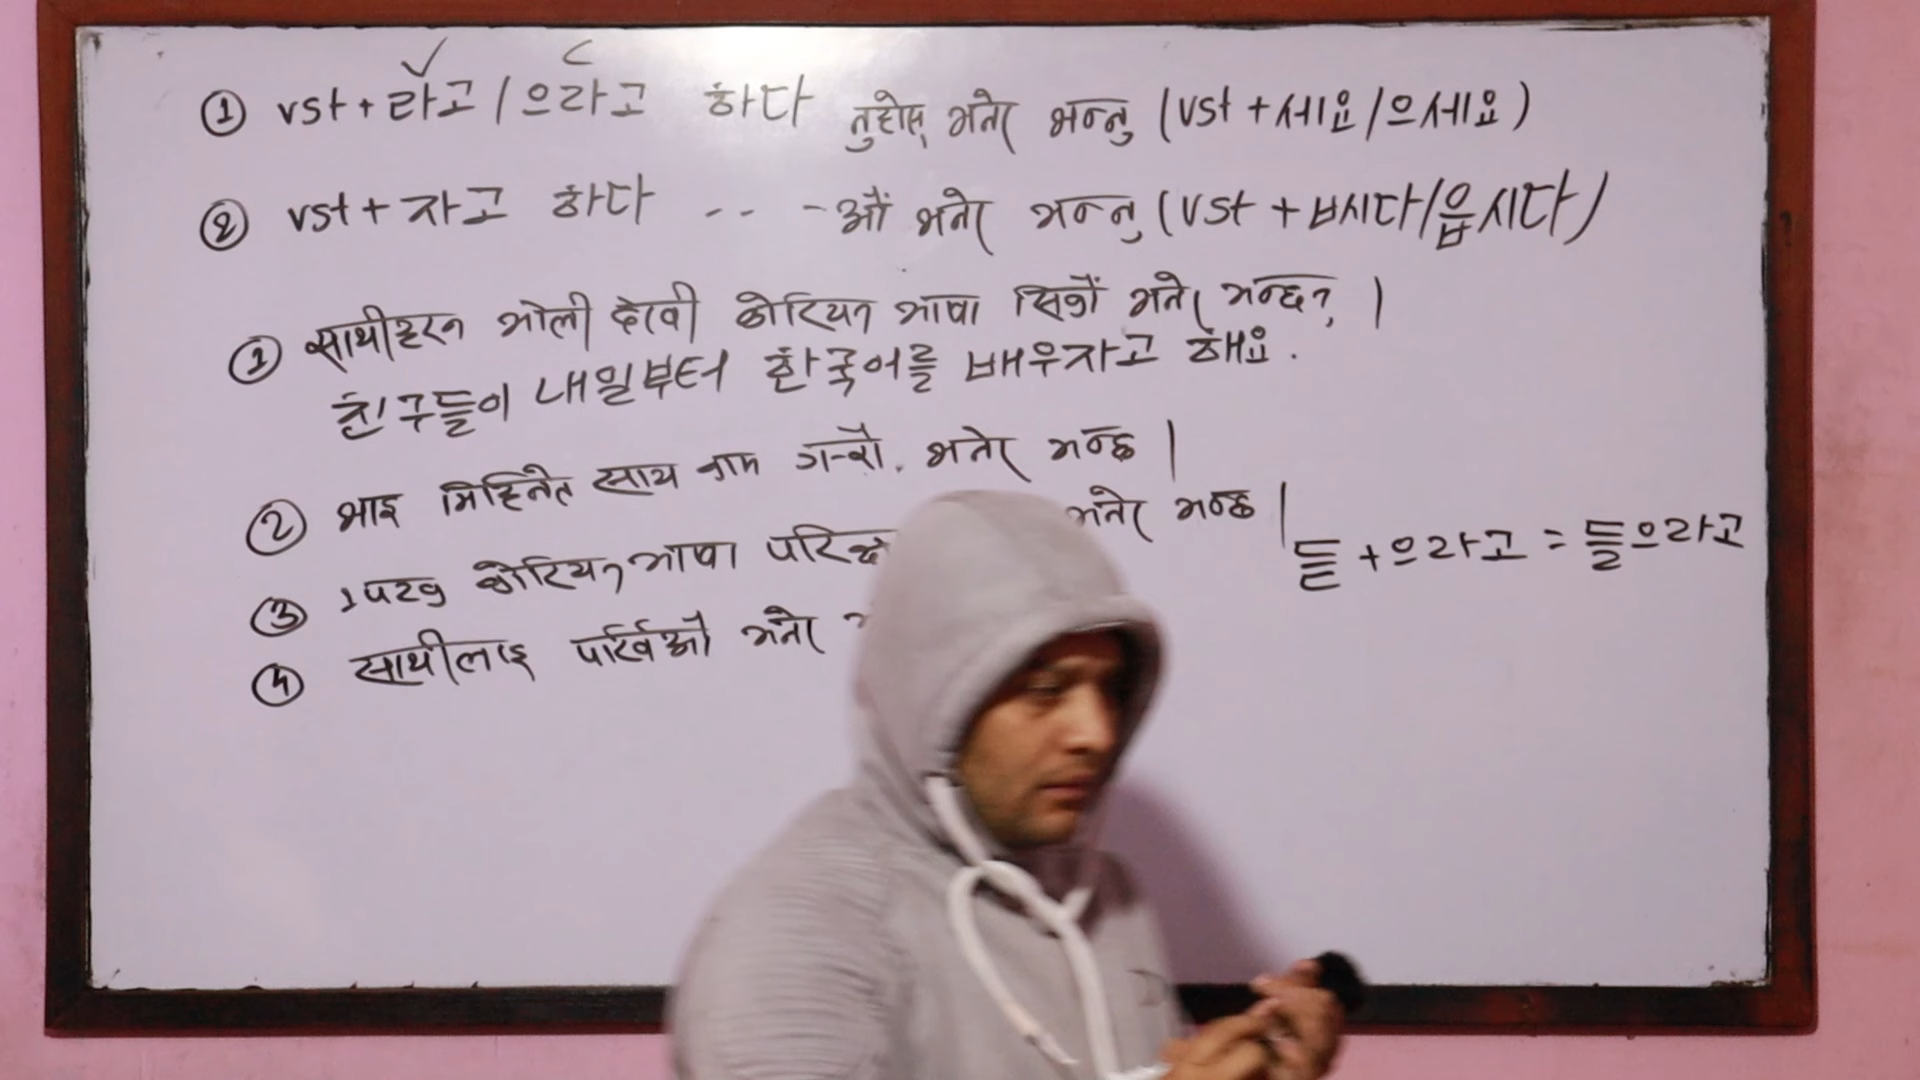 ① vst + 라고 / 으라고 하다 नुहोस् भनेर भन्नु (vst + 세요/으세요)
② vst + 자고 하다 -- -औं भनेर भन्नु (vst + ㅂ시다/읍시다)
① साथीहरु भोली देखी कोरियन भाषा सिकौं भनेर भन्छन् ।
친구들이 내일부터 한국어를 배우자고 해요.
② भाइ साथ काम गरौं भनेर भन्छ ।
③ कोरियन भाषा भनेर भन्छ ।
듣 + 으라고 = 들으라고
④ साथीलाइ पर्खिऔं भनेर